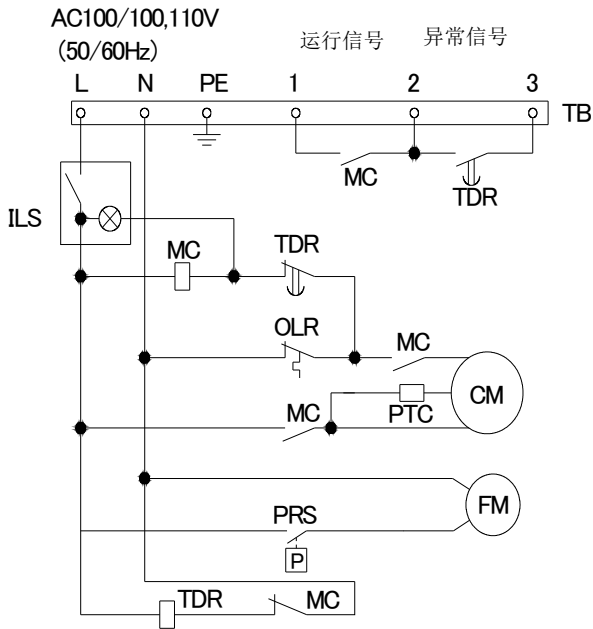 AC100/100,110V
(50/60Hz)
运行信号
异常信号
L N PE 1 2 3
TB
MC
TDR
ILS
MC
TDR
OLR
MC
CM
PTC
MC
FM
PRS
P
TDR
MC